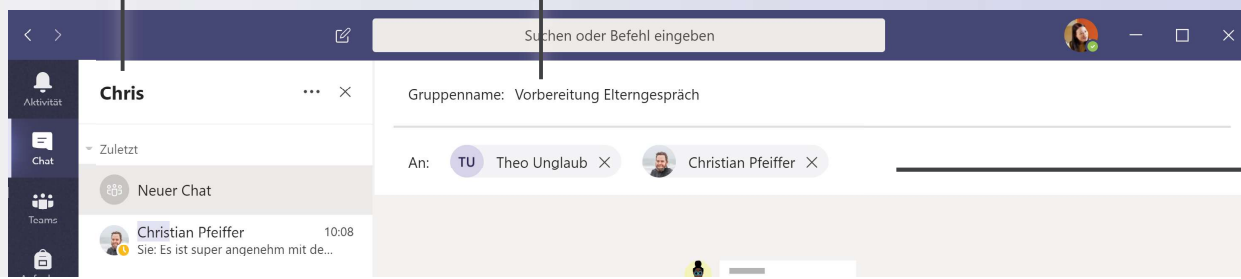 Suchen oder Befehl eingeben
Aktivität
Chat
Teams
Chris
Zuletzt
Neuer Chat
Christian Pfeiffer 10:08
Sie: Es ist super angenehm mit de...
Gruppenname: Vorbereitung Elterngespräch
An: TU Theo Unglaub Christian Pfeiffer